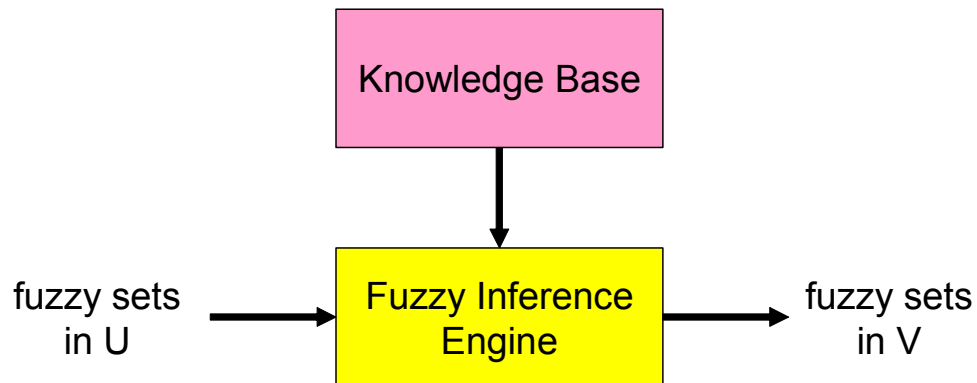 Knowledge Base
fuzzy sets
in U
Fuzzy Inference
Engine
fuzzy sets
in V